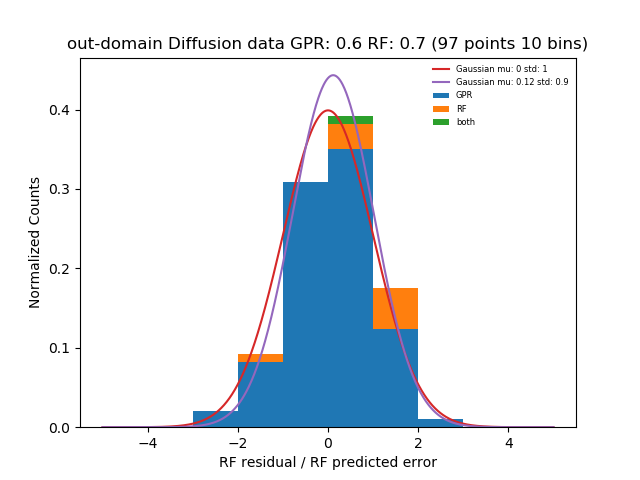 out-domain Diffusion data GPR: 0.6 RF: 0.7 (97 points 10 bins)
Gaussian mu: 0 std: 1
Gaussian mu: 0.12 std: 0.9
GPR
RF
both
Normalized Counts
0.4
0.3
0.2
0.1
0.0
−4
−2
0
2
4
RF residual / RF predicted error